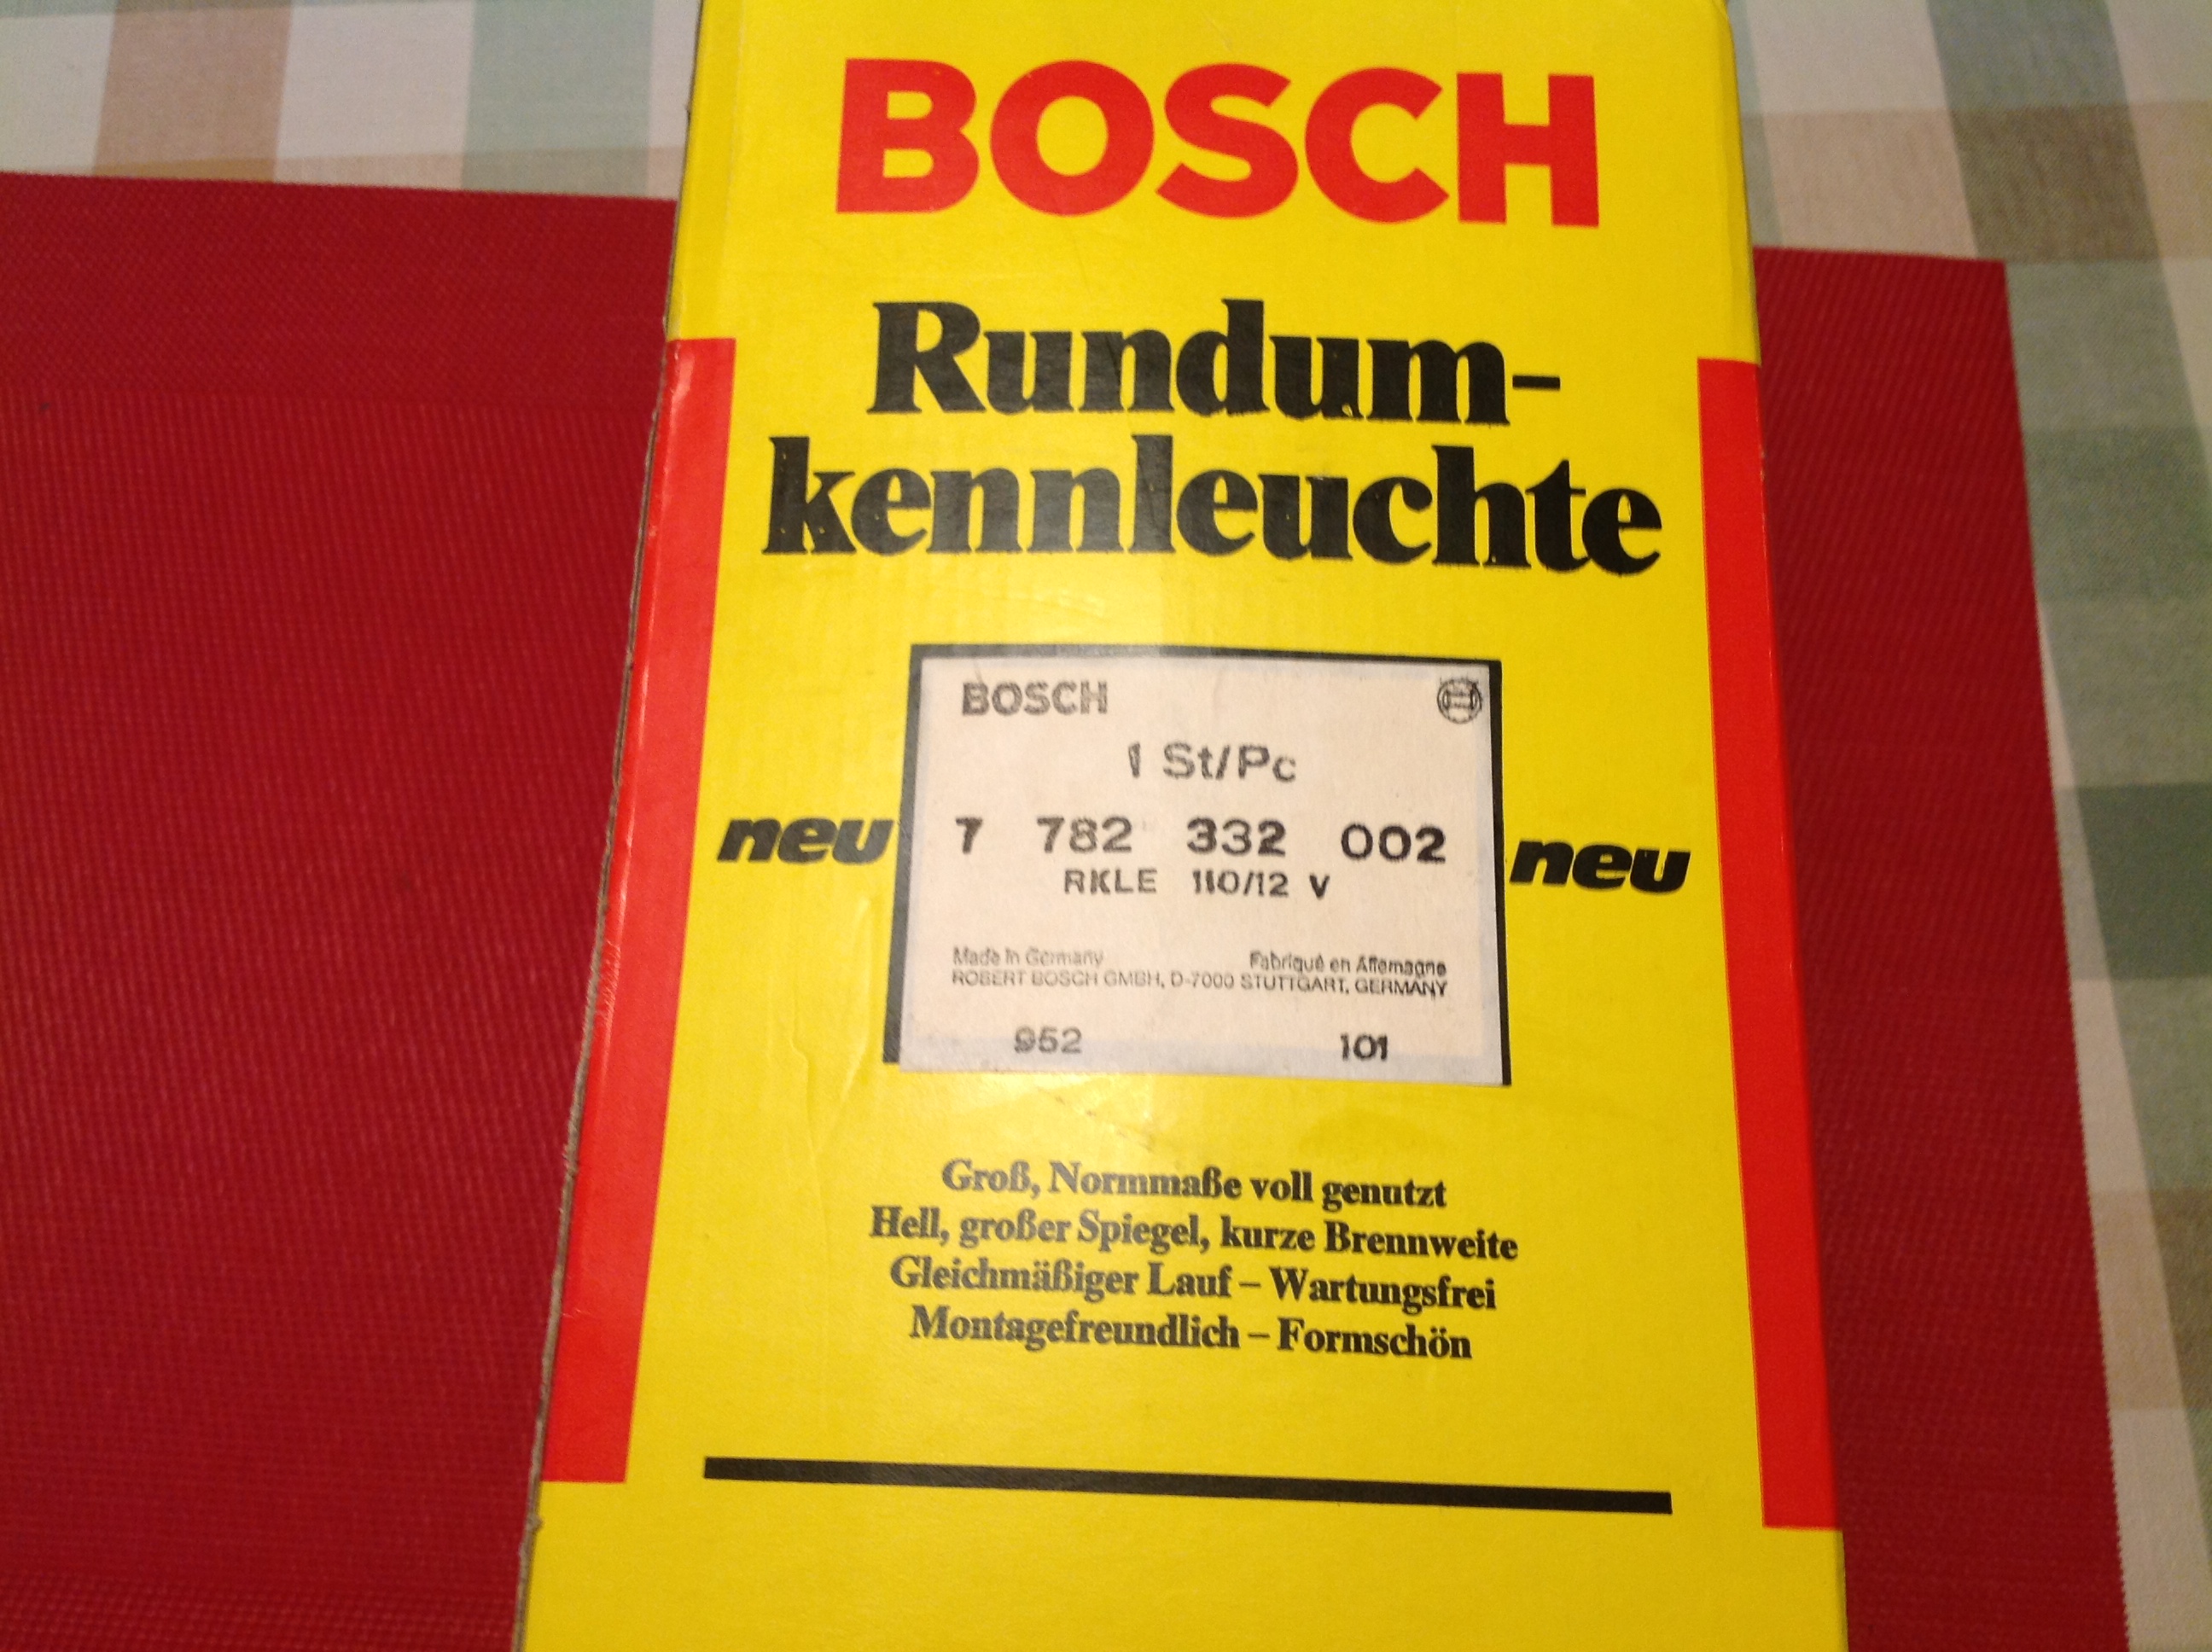 BOSCH
Rundum-
kennleuchte
BOSCH
1 St/Pc
neu 7 782 332 002 neu
RKLE 110/12 V
Made in Germany Fabriqué en Allemagne
ROBERT BOSCH GMBH, D-7000 STUTTGART, GERMANY
952 101
Groß, Normmaße voll genutzt
Hell, großer Spiegel, kurze Brennweite
Gleichmäßiger Lauf – Wartungsfrei
Montagefreundlich – Formschön